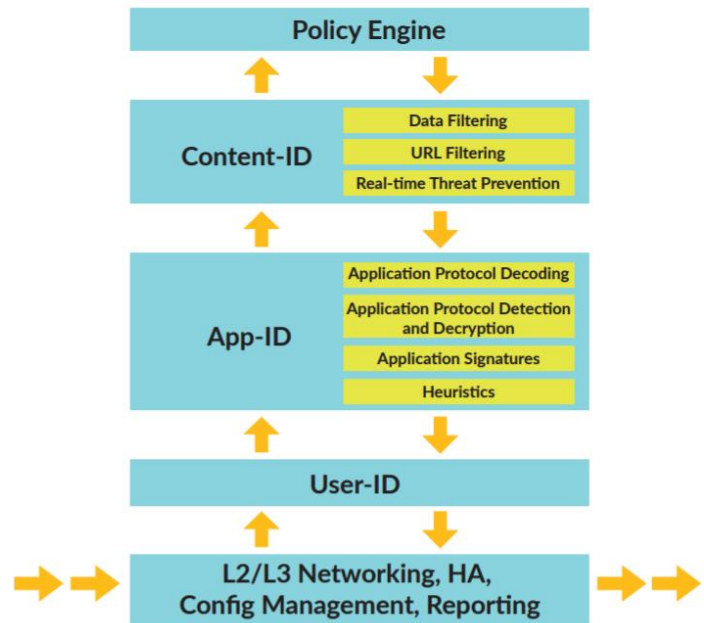 Policy Engine
Content-ID
Data Filtering
URL Filtering
Real-time Threat Prevention
App-ID
Application Protocol Decoding
Application Protocol Detection
and Decryption
Application Signatures
Heuristics
User-ID
L2/L3 Networking, HA,
Config Management, Reporting